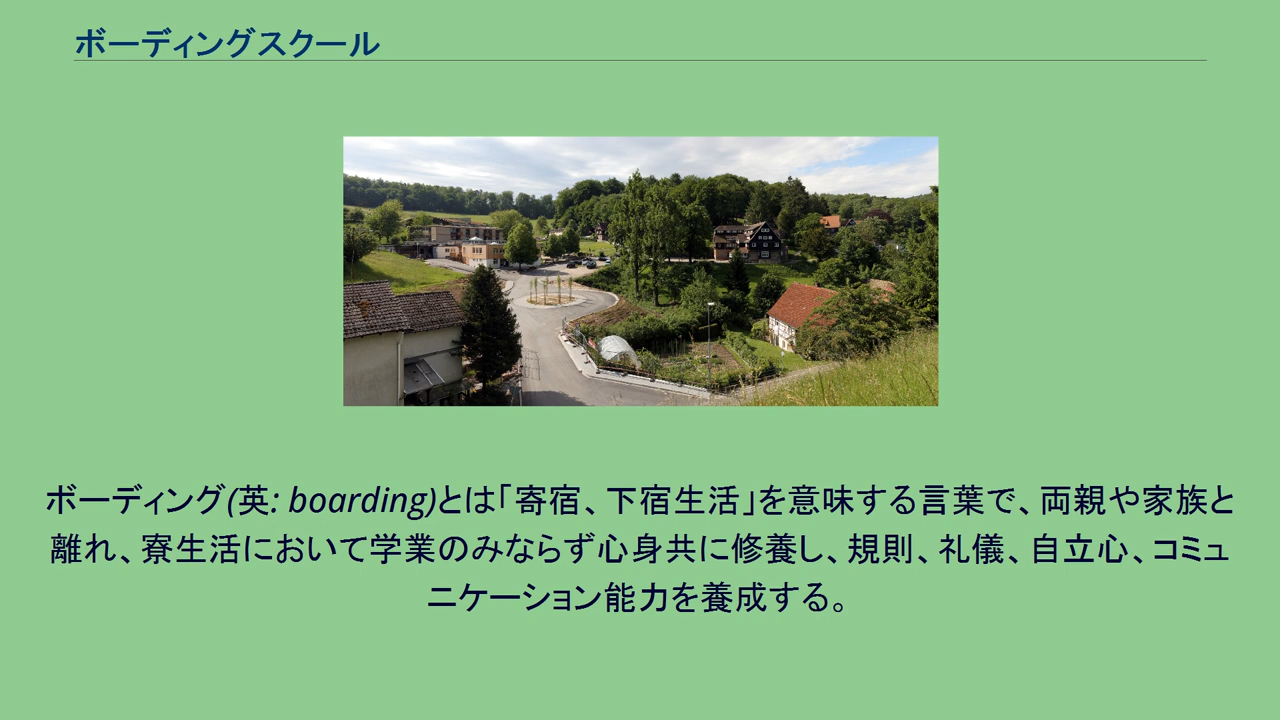 ボーディングスクール
ボーディング(英: boarding)とは「寄宿、下宿生活」を意味する言葉で、両親や家族と
離れ、寮生活において学業のみならず心身共に修養し、規則、礼儀、自立心、コミュ
ニケーション能力を養成する。